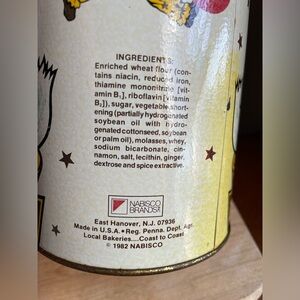 INGREDIENTS:
Enriched wheat flour (con-
tains niacin, reduced iron,
thiamine mononitrate [vit-
amin B₁], riboflavin [vitamin
B₂]), sugar, vegetable short-
ening (partially hydrogenated
soybean oil with hydro-
genated cottonseed, soybean
or palm oil), molasses, whey,
sodium bicarbonate, cin-
namon, salt, lecithin, ginger,
dextrose and spice extractive.
NABISCO
BRANDS
East Hanover, N.J. 07936
Made in U.S.A. • Reg. Penna. Dept. Agr.
Local Bakeries....Coast to Coast
© 1982 NABISCO